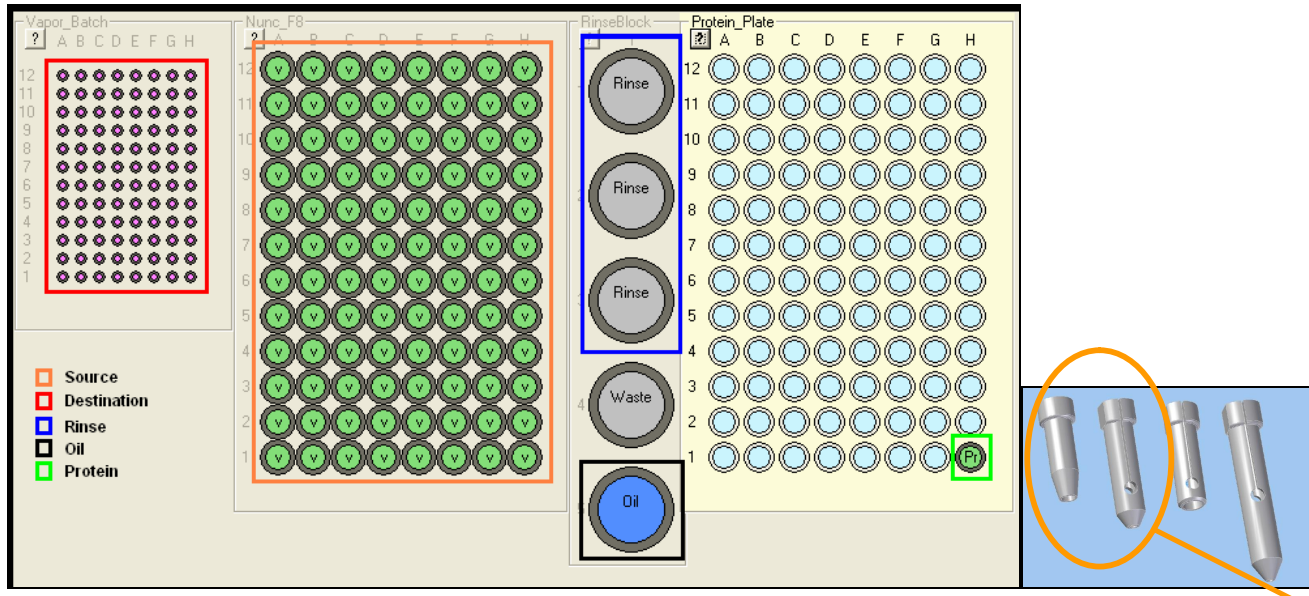 Vapor_Batch
? A B C D E F G H
12
11
10
9
8
7
6
5
4
3
2
1
Source
Destination
Rinse
Oil
Protein
Nunc_F8
? A B C D E F G H
12 V V V V V V V V
11 V V V V V V V V
10 V V V V V V V V
9 V V V V V V V V
8 V V V V V V V V
7 V V V V V V V V
6 V V V V V V V V
5 V V V V V V V V
4 V V V V V V V V
3 V V V V V V V V
2 V V V V V V V V
1 V V V V V V V V
RinseBlock
Rinse
Rinse
Rinse
4 Waste
Oil
Protein_Plate
? A B C D E F G H
12
11
10
9
8
7
6
5
4
3
2
1 Pr